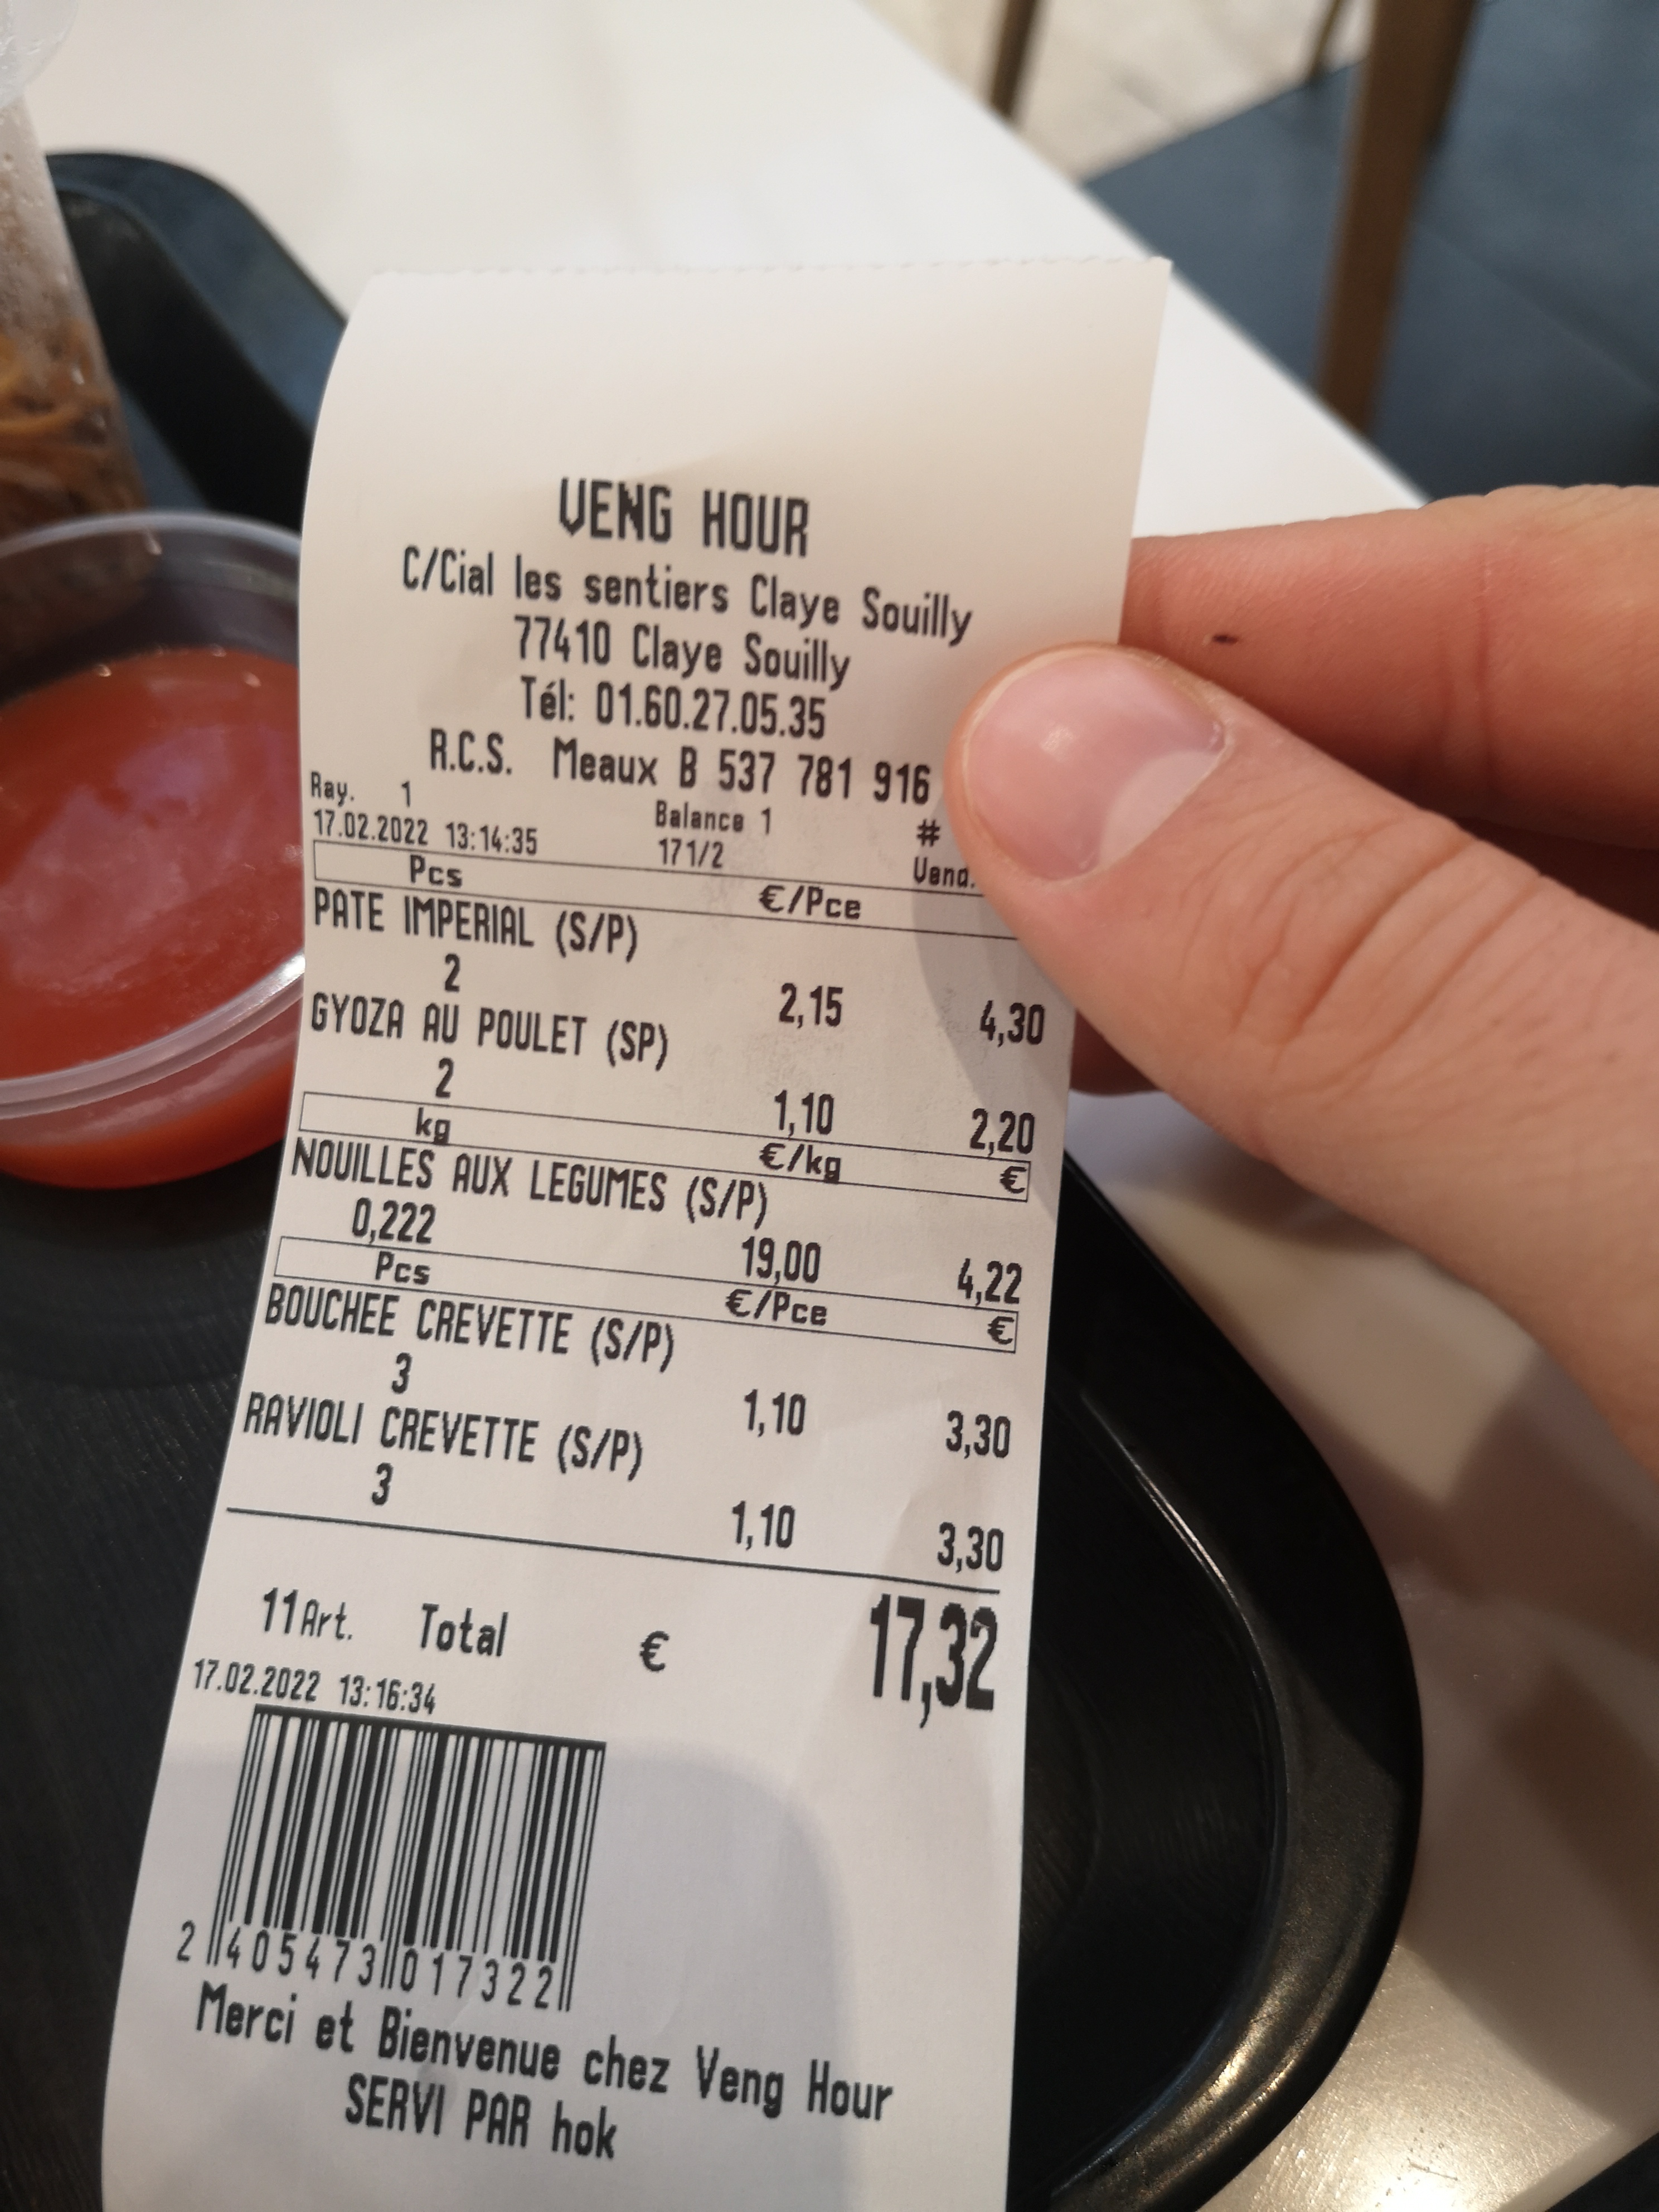 VENG HOUR
C/Cial les sentiers Claye Souilly
77410 Claye Souilly
Tél: 01.60.27.05.35
R.C.S. Meaux B 537 781 916
Ray. 1 Balance 1 #
17.02.2022 13:14:35 171/2 Vend.
Pcs €/Pce
PATE IMPERIAL (S/P)
2 2,15 4,30
GYOZA AU POULET (SP)
2 1,10 2,20
kg €/kg €
NOUILLES AUX LEGUMES (S/P)
0,222 19,00 4,22
Pcs €/Pce €
BOUCHEE CREVETTE (S/P)
3 1,10 3,30
RAVIOLI CREVETTE (S/P)
3 1,10 3,30
11Art. Total € 17,32
17.02.2022 13:16:34
2 405473 017322
Merci et Bienvenue chez Veng Hour
SERVI PAR hok